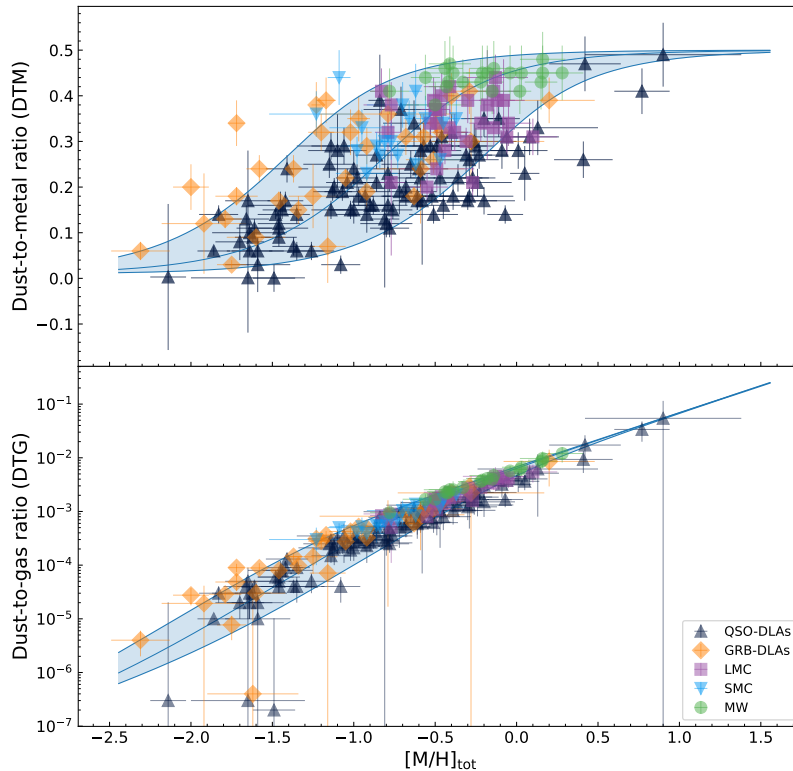 Dust-to-metal ratio (DTM)
0.5
0.4
0.3
0.2
0.1
0.0
−0.1
Dust-to-gas ratio (DTG)
10⁻¹
10⁻²
10⁻³
10⁻⁴
10⁻⁵
10⁻⁶
10⁻⁷
QSO-DLAs
GRB-DLAs
LMC
SMC
MW
−2.5 −2.0 −1.5 −1.0 −0.5 0.0 0.5 1.0 1.5
[M/H]tot